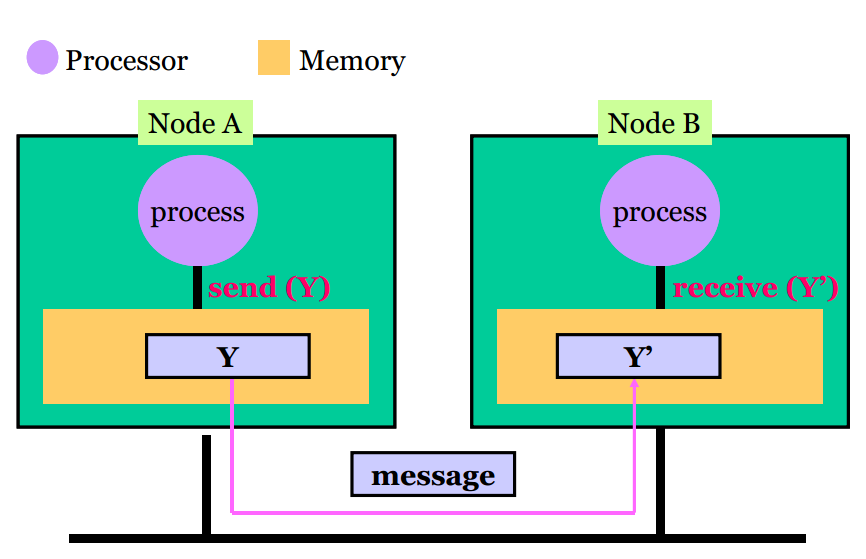 Processor
Memory
Node A
Node B
process
process
send (Y)
receive (Y’)
Y
Y’
message